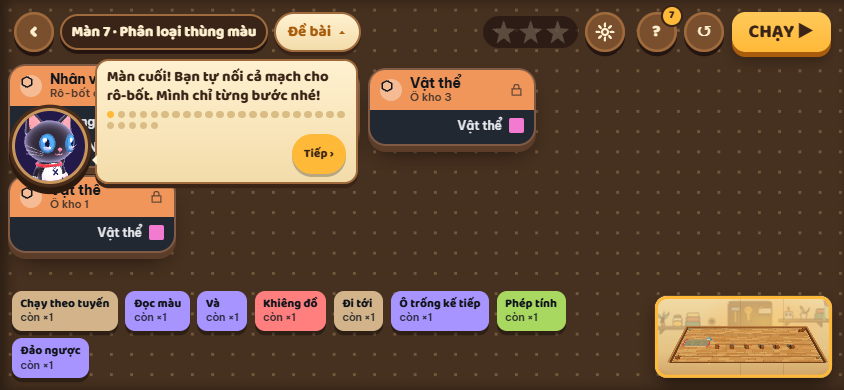 Màn 7 · Phân loại thùng màu
Đề bài
?
7
CHẠY
Màn cuối! Bạn tự nối cả mạch cho
rô-bốt. Mình chỉ từng bước nhé!
Tiếp ›
Nhân v
Rô-bốt
Vật thể
Ô kho 3
Vật thể
Vật thể
Ô kho 1
Vật thể
Chạy theo tuyến
còn ×1
Đọc màu
còn ×1
Và
còn ×1
Khiêng đồ
còn ×1
Đi tới
còn ×1
Ô trống kế tiếp
còn ×1
Phép tính
còn ×1
Đảo ngược
còn ×1